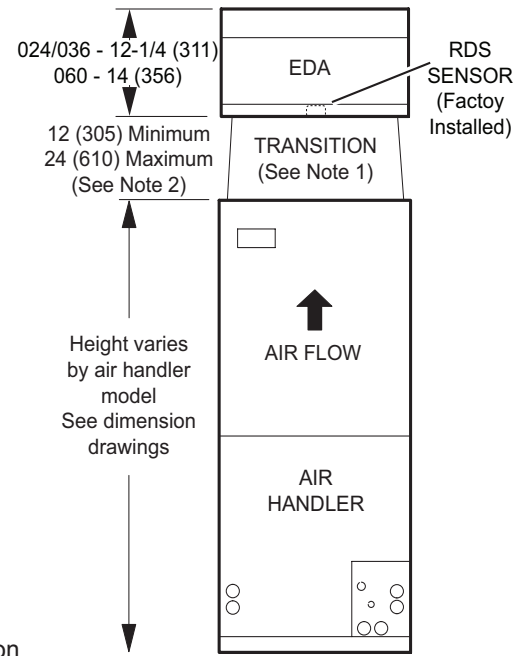 024/036 - 12-1/4 (311)
060 - 14 (356)
EDA
RDS
SENSOR
(Factoy
Installed)
12 (305) Minimum
24 (610) Maximum
(See Note 2)
TRANSITION
(See Note 1)
Height varies
by air handler
model
See dimension
drawings
AIR FLOW
AIR
HANDLER
on